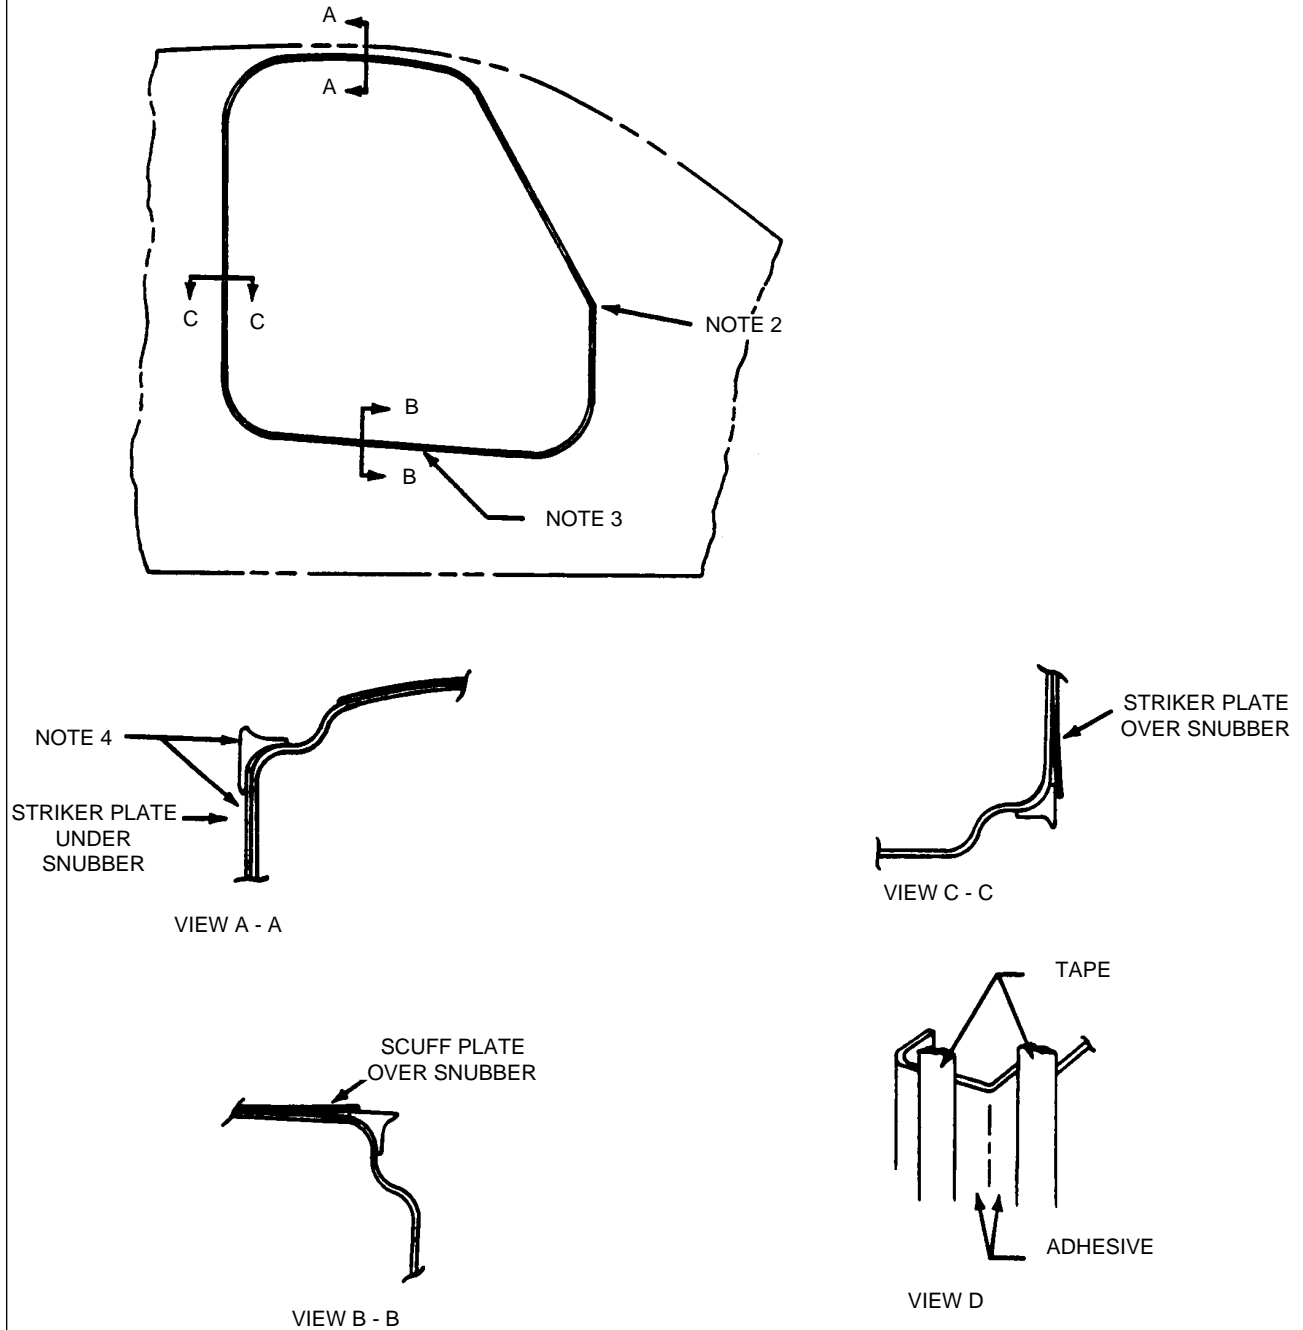 A
A
C
C
NOTE 2
B
B
NOTE 3
NOTE 4
STRIKER PLATE
UNDER
SNUBBER
VIEW A - A
STRIKER PLATE
OVER SNUBBER
VIEW C - C
SCUFF PLATE
OVER SNUBBER
VIEW B - B
TAPE
ADHESIVE
VIEW D